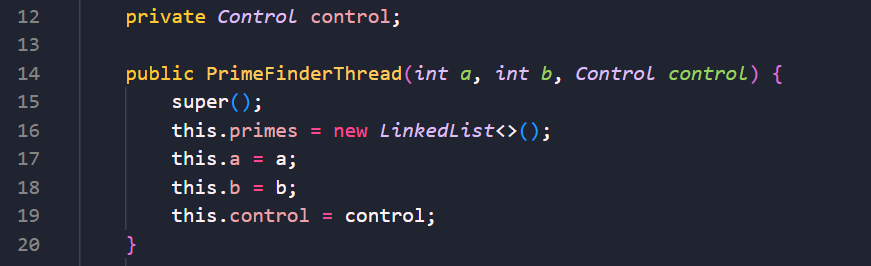 12 private Control control;
13
14 public PrimeFinderThread(int a, int b, Control control) {
15 super();
16 this.primes = new LinkedList<>();
17 this.a = a;
18 this.b = b;
19 this.control = control;
20 }